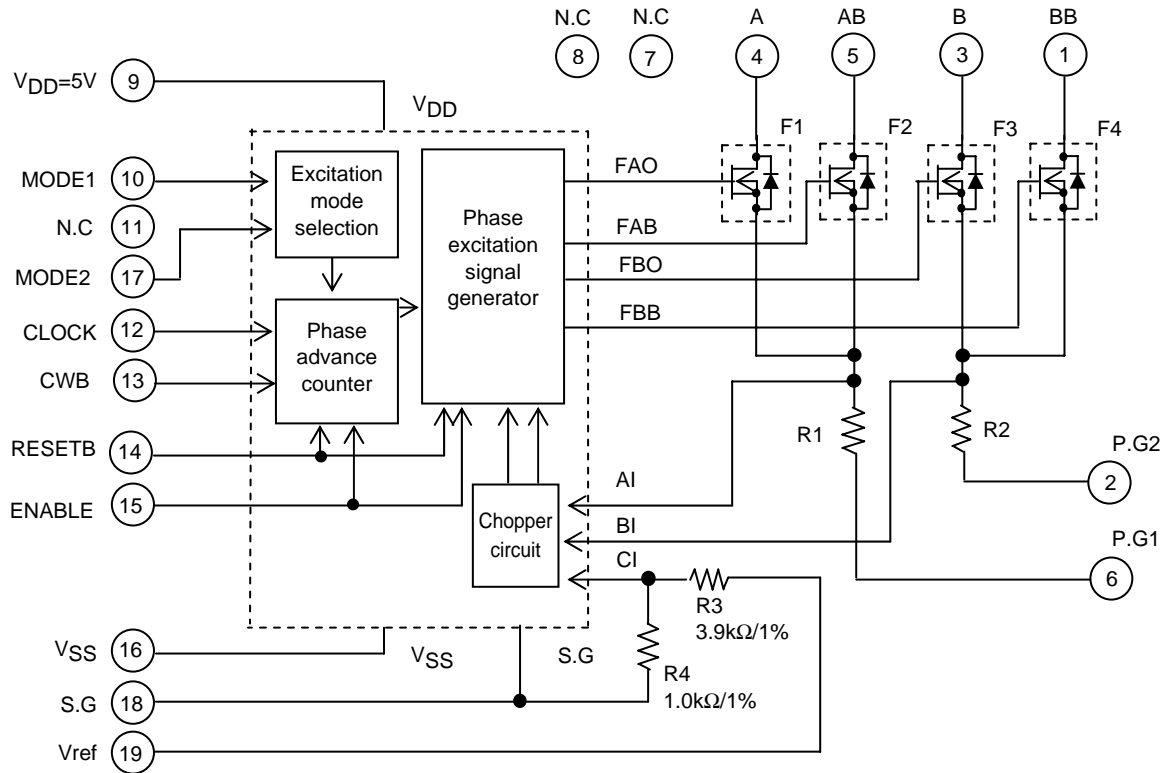 N.C
N.C
A
AB
B
BB
8
7
4
5
3
1
VDD=5V
9
VDD
F1
F2
F3
F4
MODE1
10
Excitation
mode
selection
Phase
excitation
signal
generator
FAO
N.C
11
FAB
MODE2
17
FBO
CLOCK
12
Phase
advance
counter
FBB
CWB
13
R1
R2
RESETB
14
P.G2
2
ENABLE
15
Chopper
circuit
AI
BI
CI
P.G1
6
R3
3.9kΩ/1%
VSS
16
VSS
S.G
R4
1.0kΩ/1%
S.G
18
Vref
19